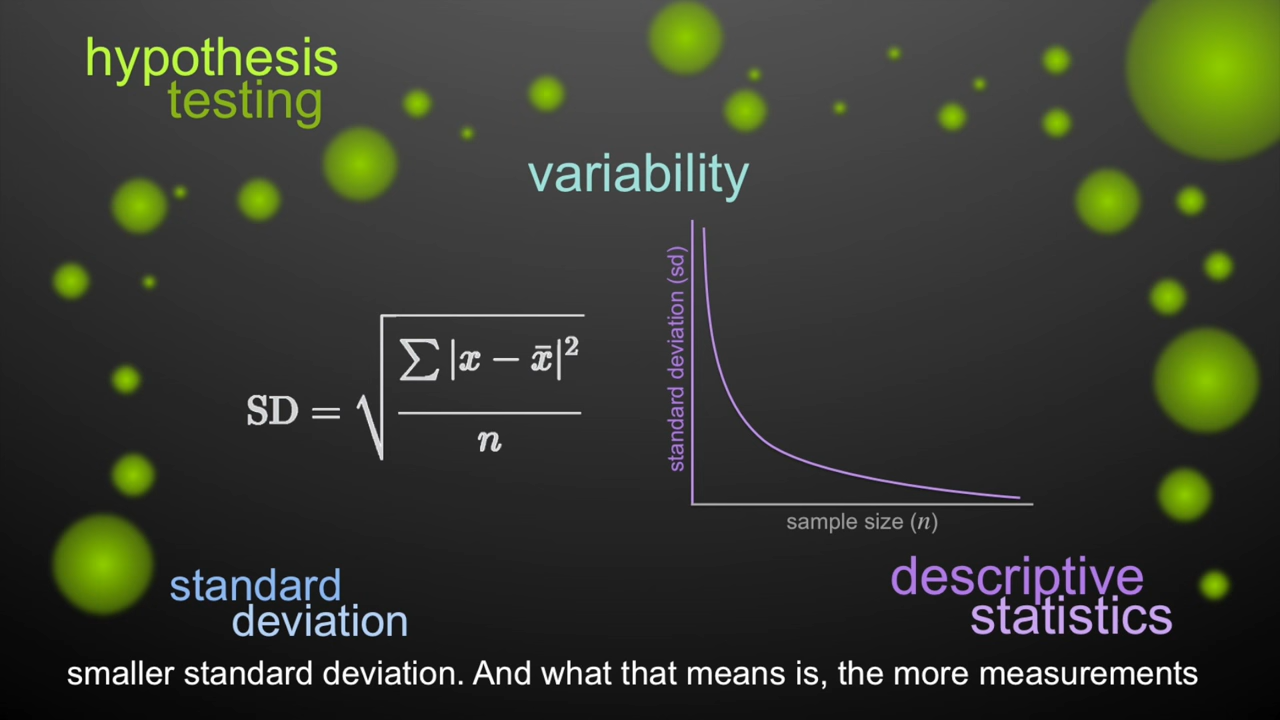 hypothesis
testing
variability
SD = √(∑|x − x̄|² / n)
standard deviation (sd)
sample size (n)
standard
deviation
descriptive
statistics
smaller standard deviation. And what that means is, the more measurements